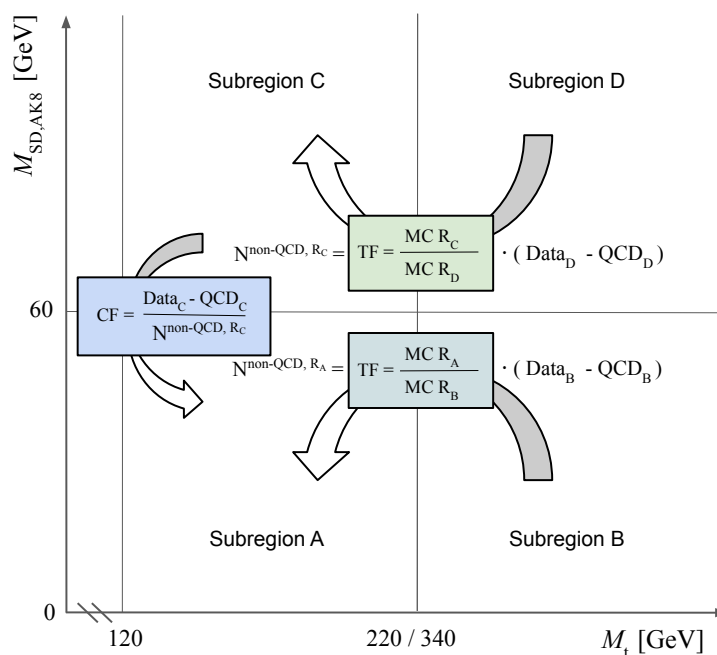 M_SD,AK8 [GeV]
Subregion C
Subregion D
N^non-QCD, R_C = TF = MC R_C / MC R_D · ( Data_D - QCD_D )
CF = Data_C - QCD_C / N^non-QCD, R_C
60
N^non-QCD, R_A = TF = MC R_A / MC R_B · ( Data_B - QCD_B )
Subregion A
Subregion B
0
120
220 / 340
M_t [GeV]